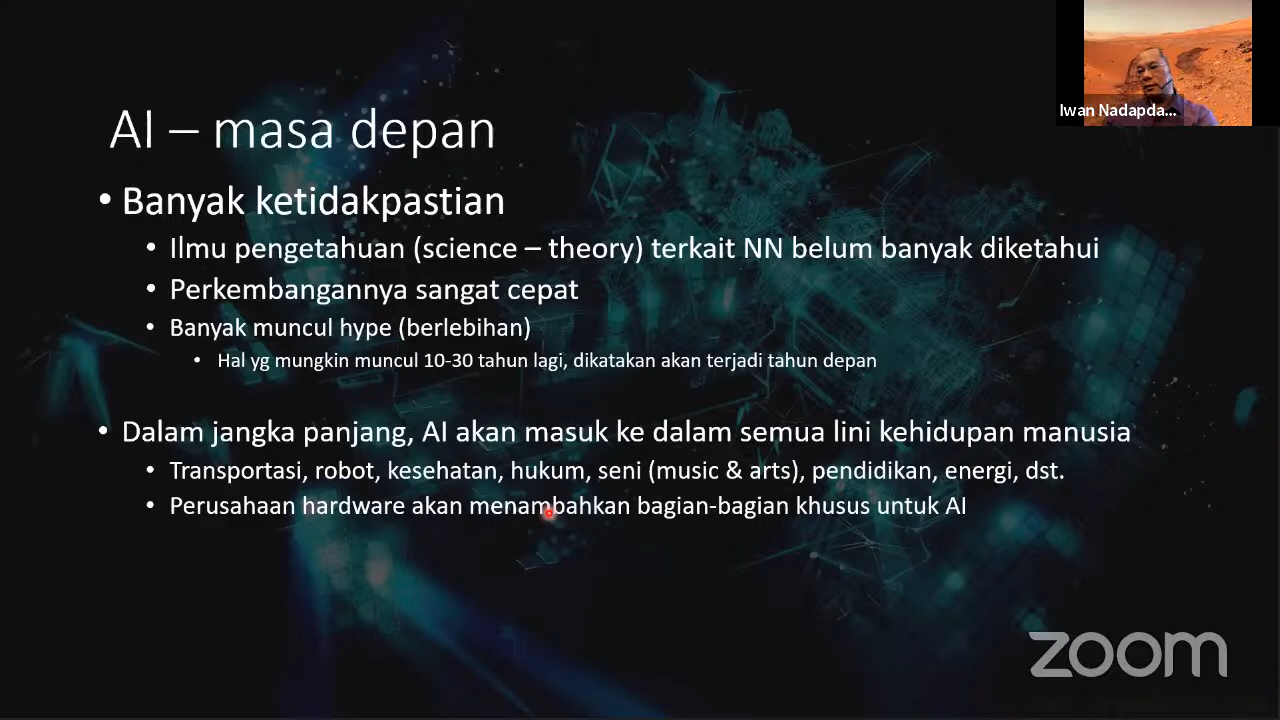 Iwan Nadapda...
AI – masa depan
• Banyak ketidakpastian
• Ilmu pengetahuan (science – theory) terkait NN belum banyak diketahui
• Perkembangannya sangat cepat
• Banyak muncul hype (berlebihan)
• Hal yg mungkin muncul 10-30 tahun lagi, dikatakan akan terjadi tahun depan
• Dalam jangka panjang, AI akan masuk ke dalam semua lini kehidupan manusia
• Transportasi, robot, kesehatan, hukum, seni (music & arts), pendidikan, energi, dst.
• Perusahaan hardware akan menambahkan bagian-bagian khusus untuk AI
zoom